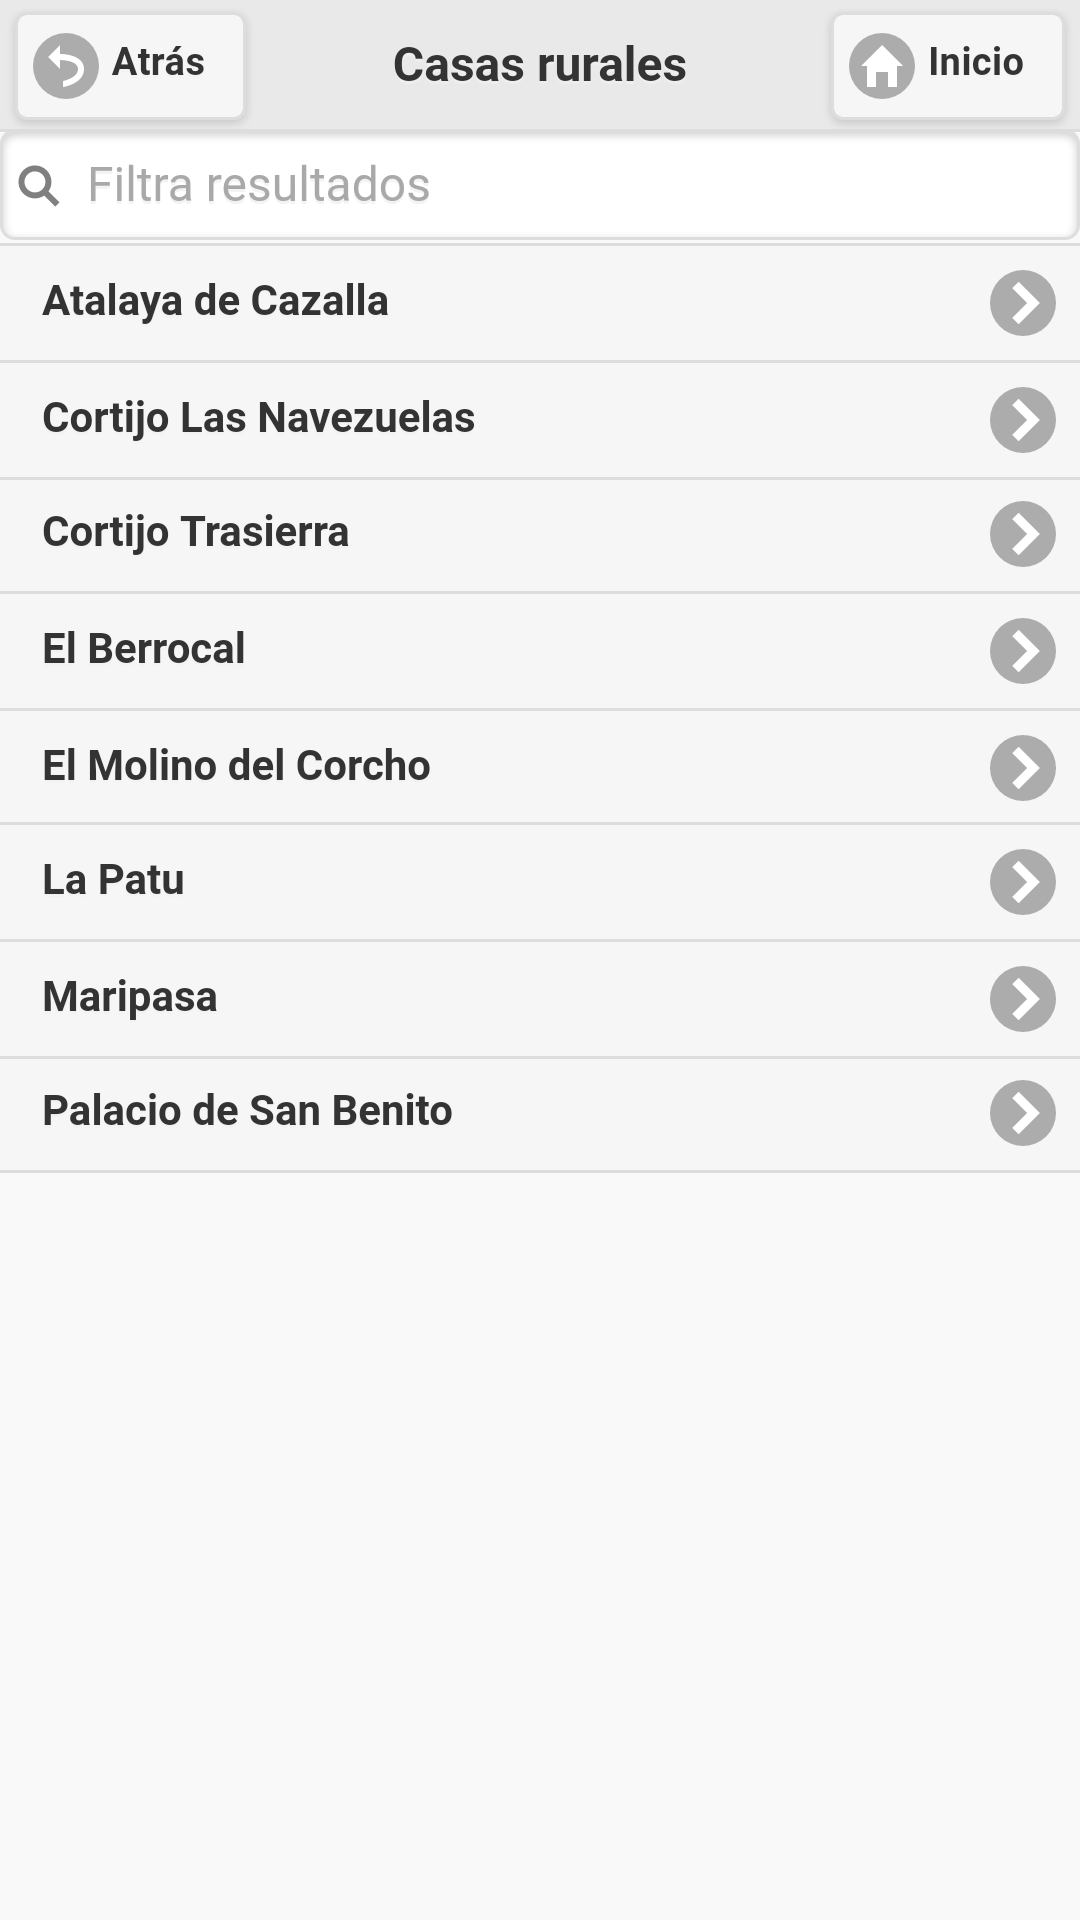 Atrás
Casas rurales
Inicio
Filtra resultados
Atalaya de Cazalla
Cortijo Las Navezuelas
Cortijo Trasierra
El Berrocal
El Molino del Corcho
La Patu
Maripasa
Palacio de San Benito